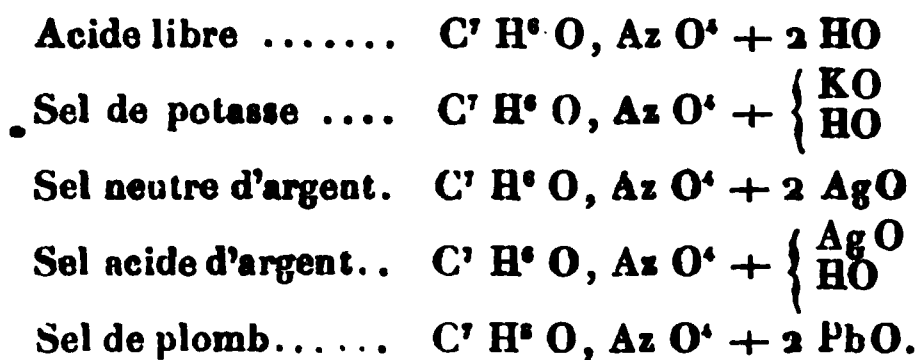 Acide libre ....... C⁷ H⁶ O, Az O⁴ + 2 HO
Sel de potasse .... C⁷ H⁶ O, Az O⁴ + { KO
HO
Sel neutre d'argent. C⁷ H⁶ O, Az O⁴ + 2 AgO
Sel acide d'argent.. C⁷ H⁶ O, Az O⁴ + { AgO
HO
Sel de plomb...... C⁷ H⁶ O, Az O⁴ + 2 PbO.